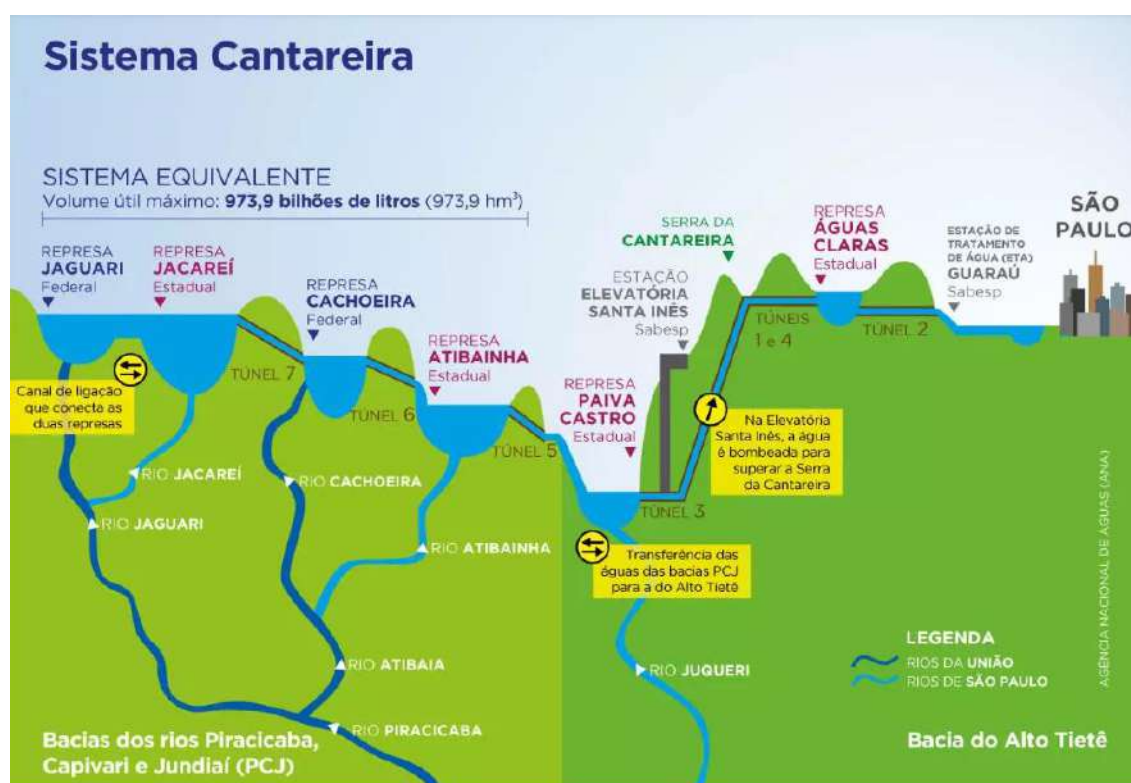 Sistema Cantareira
SISTEMA EQUIVALENTE
Volume útil máximo: 973,9 bilhões de litros (973,9 hm³)
REPRESA
JAGUARI
Federal
REPRESA
JACAREÍ
Estadual
REPRESA
CACHOEIRA
Federal
REPRESA
ATIBAINHA
Estadual
REPRESA
PAIVA
CASTRO
Estadual
ESTAÇÃO
ELEVATÓRIA
SANTA INÊS
Sabesp
SERRA DA
CANTAREIRA
REPRESA
ÁGUAS
CLARAS
Estadual
ESTAÇÃO DE
TRATAMENTO
DE ÁGUA (ETA)
GUARAÚ
Sabesp
SÃO
PAULO
TÚNEL 7
TÚNEL 6
TÚNEL 5
TÚNEL 3
TÚNEIS
1 e 4
TÚNEL 2
Canal de ligação
que conecta as
duas represas
Na Elevatória
Santa Inês, a água
é bombeada para
superar a Serra
da Cantareira
Transferência das
águas das bacias PCJ
para a do Alto Tietê
RIO JACAREÍ
RIO JAGUARI
RIO CACHOEIRA
RIO ATIBAINHA
RIO ATIBAIA
RIO PIRACICABA
RIO JUQUERI
LEGENDA
RIOS DA UNIÃO
RIOS DE SÃO PAULO
AGÊNCIA NACIONAL DE ÁGUAS (ANA)
Bacias dos rios Piracicaba,
Capivari e Jundiaí (PCJ)
Bacia do Alto Tietê